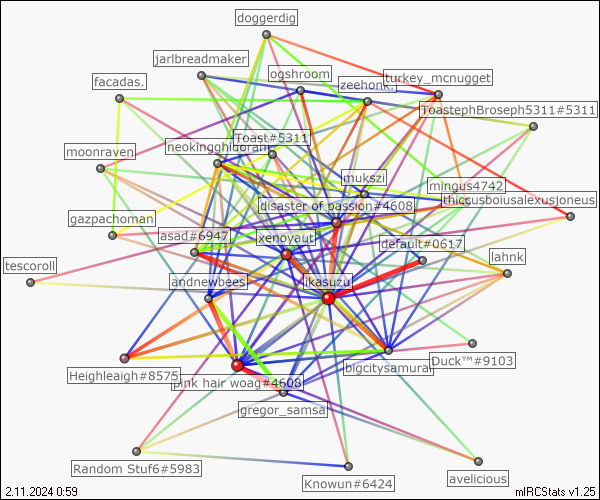 doggerdig
jarlbreadmaker
ogshroom
turkey_mcnugget
facadas.
zeehonk.
ToastephBroseph5311#5311
Toast#5311
moonraven
mukszi
mingus4742
thiccusboiusalexusjoneus
disaster of passion#4608
gazpachoman
asad#6947
xenoyaut
default#0617
lahnk
tescoroll
andnewbees
ikasuzu
Duck™#9103
bigcitysamurai
Heighleaigh#8575
pink hair woag#4608
gregor_samsa
Random Stuf6#5983
avelicious
Knowun#6424
2.11.2024 0:59
mIRCStats v1.25